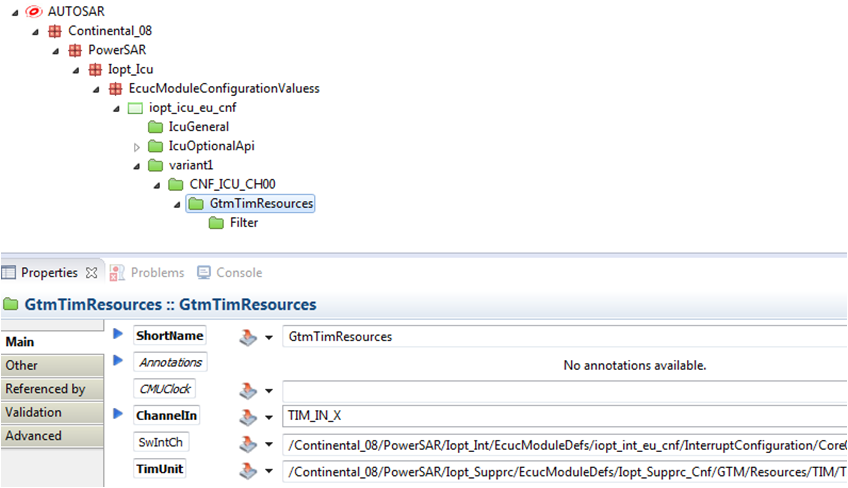 AUTOSAR
Continental_08
PowerSAR
Iopt_Icu
EcucModuleConfigurationValuess
iopt_icu_eu_cnf
IcuGeneral
IcuOptionalApi
variant1
CNF_ICU_CH00
GtmTimResources
Filter
Properties Problems Console
GtmTimResources :: GtmTimResources
Main
Other
Referenced by
Validation
Advanced
ShortName GtmTimResources
Annotations No annotations available.
CMUClock
ChannelIn TIM_IN_X
SwIntCh /Continental_08/PowerSAR/Iopt_Int/EcucModuleDefs/iopt_int_eu_cnf/InterruptConfiguration/Core
TimUnit /Continental_08/PowerSAR/Iopt_Supprc/EcucModuleDefs/Iopt_Supprc_Cnf/GTM/Resources/TIM/T